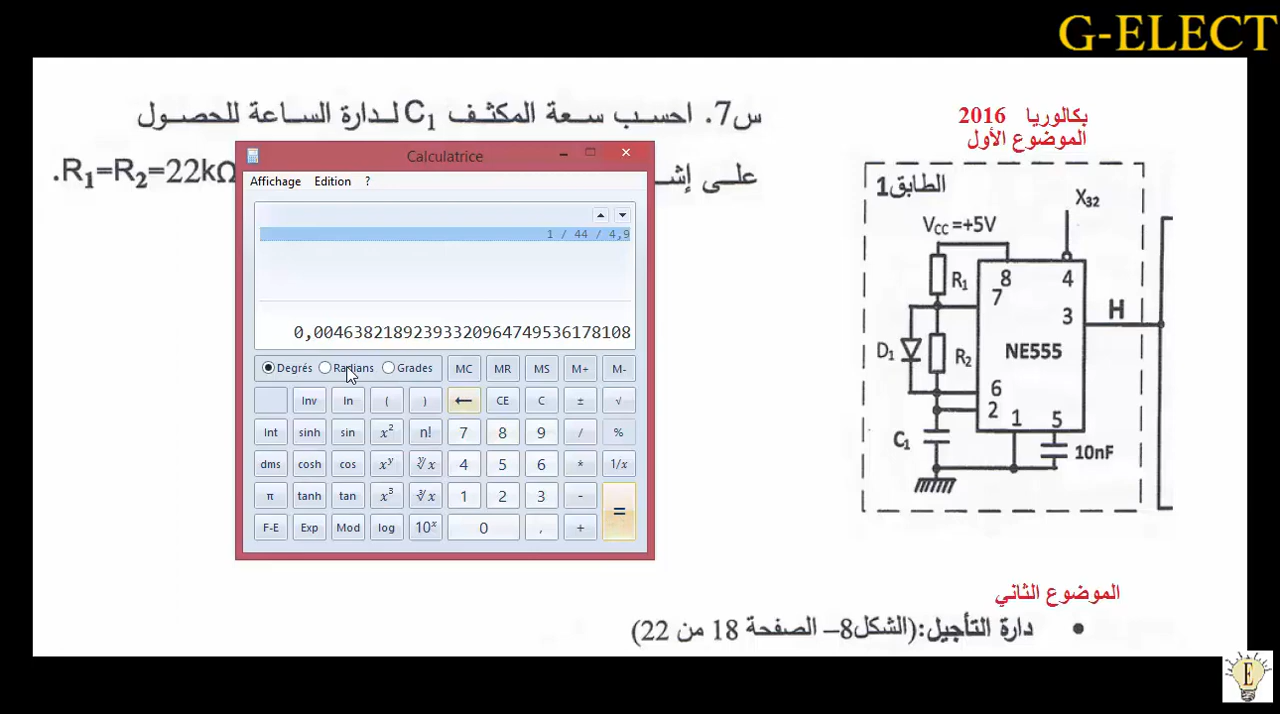 G-ELECT
س7. احسب سعة المكثف C1 لدارة الساعة للحصول
على إش
R1=R2=22kΩ.
بكالوريا 2016
الموضوع الأول
الطابق1
X32
VCC=+5V
R1
8
4
7
3
H
D1
R2
NE555
6
2
1
5
C1
10nF
الموضوع الثاني
• دارة التأجيل:(الشكل8– الصفحة 18 من 22)
E
Calculatrice
Affichage Edition ?
1 / 44 / 4,9
0,0046382189239332096474953617810​8
Degrés Radians Grades MC MR MS M+ M-
Inv ln ( ) ← CE C ± √
Int sinh sin x² n! 7 8 9 / %
dms cosh cos xʸ ʸ√x 4 5 6 * 1/x
π tanh tan x³ ³√x 1 2 3 - =
F-E Exp Mod log 10ˣ 0 , +